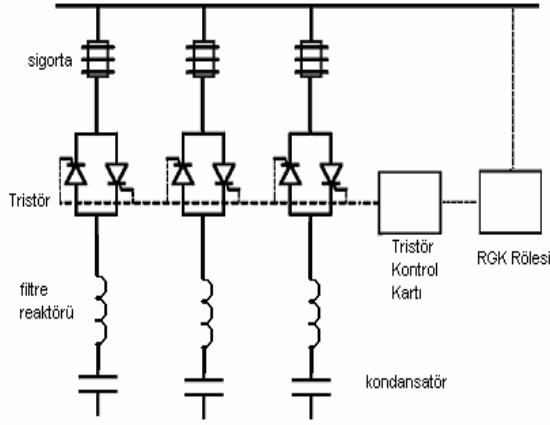 sigorta
Tristör
Tristör
Kontrol
Kartı
RGK Rölesi
filtre
reaktörü
kondansatör